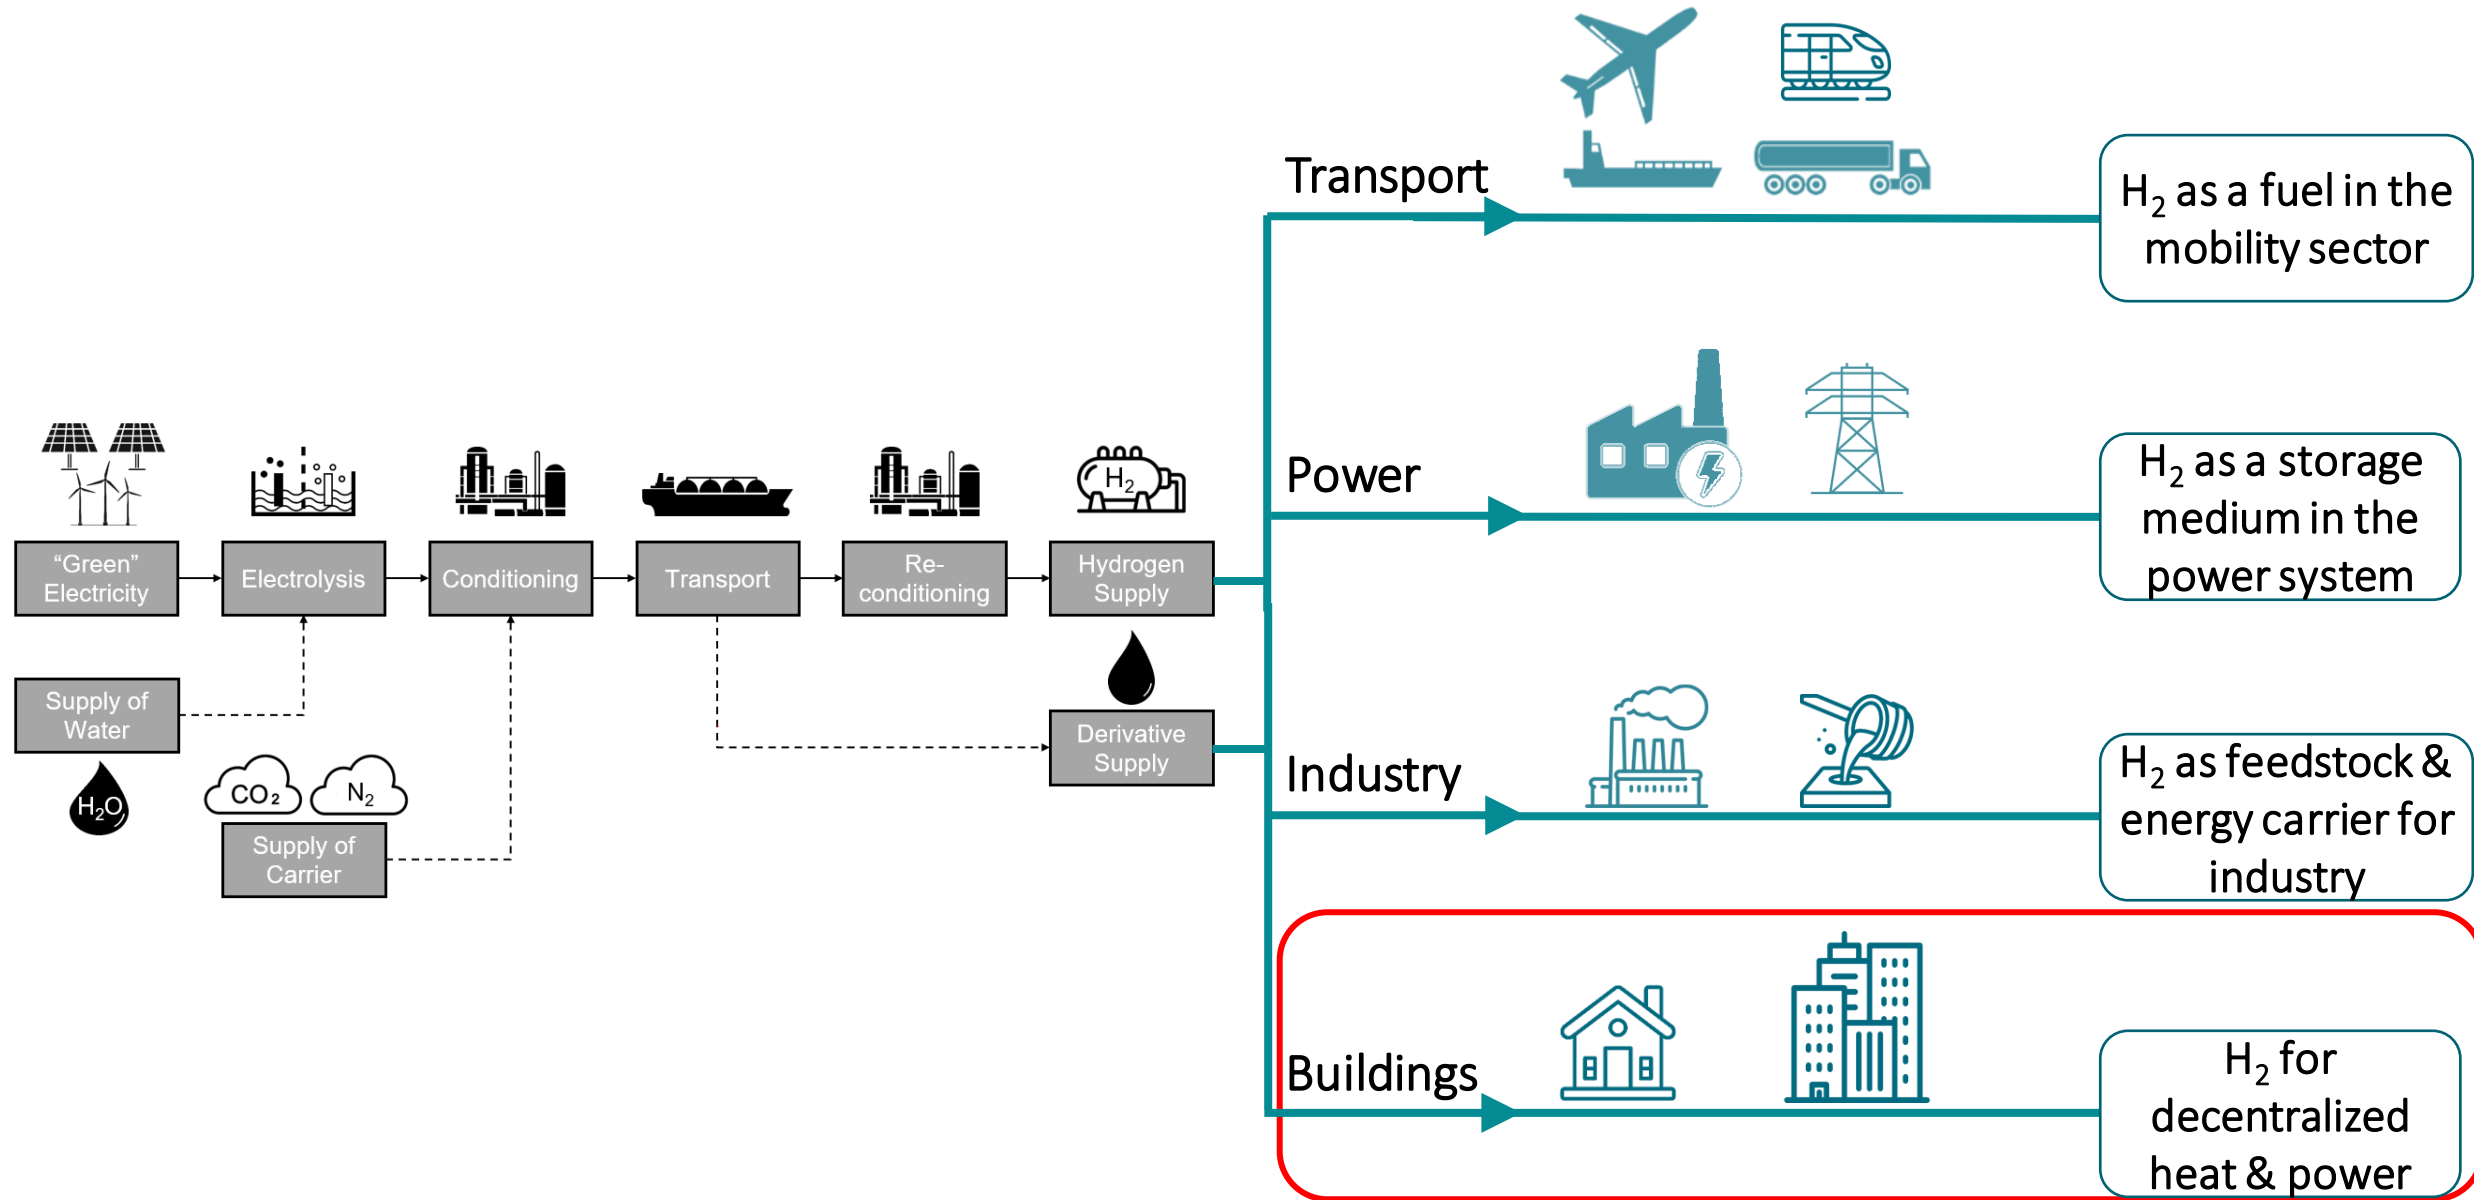 Transport
H₂ as a fuel in the
mobility sector
Power
H₂ as a storage
medium in the
power system
H₂
“Green”
Electricity
Electrolysis
Conditioning
Transport
Re-
conditioning
Hydrogen
Supply
Supply of
Water
H₂O
CO₂
N₂
Supply of
Carrier
Derivative
Supply
Industry
H₂ as feedstock &
energy carrier for
industry
Buildings
H₂ for
decentralized
heat & power